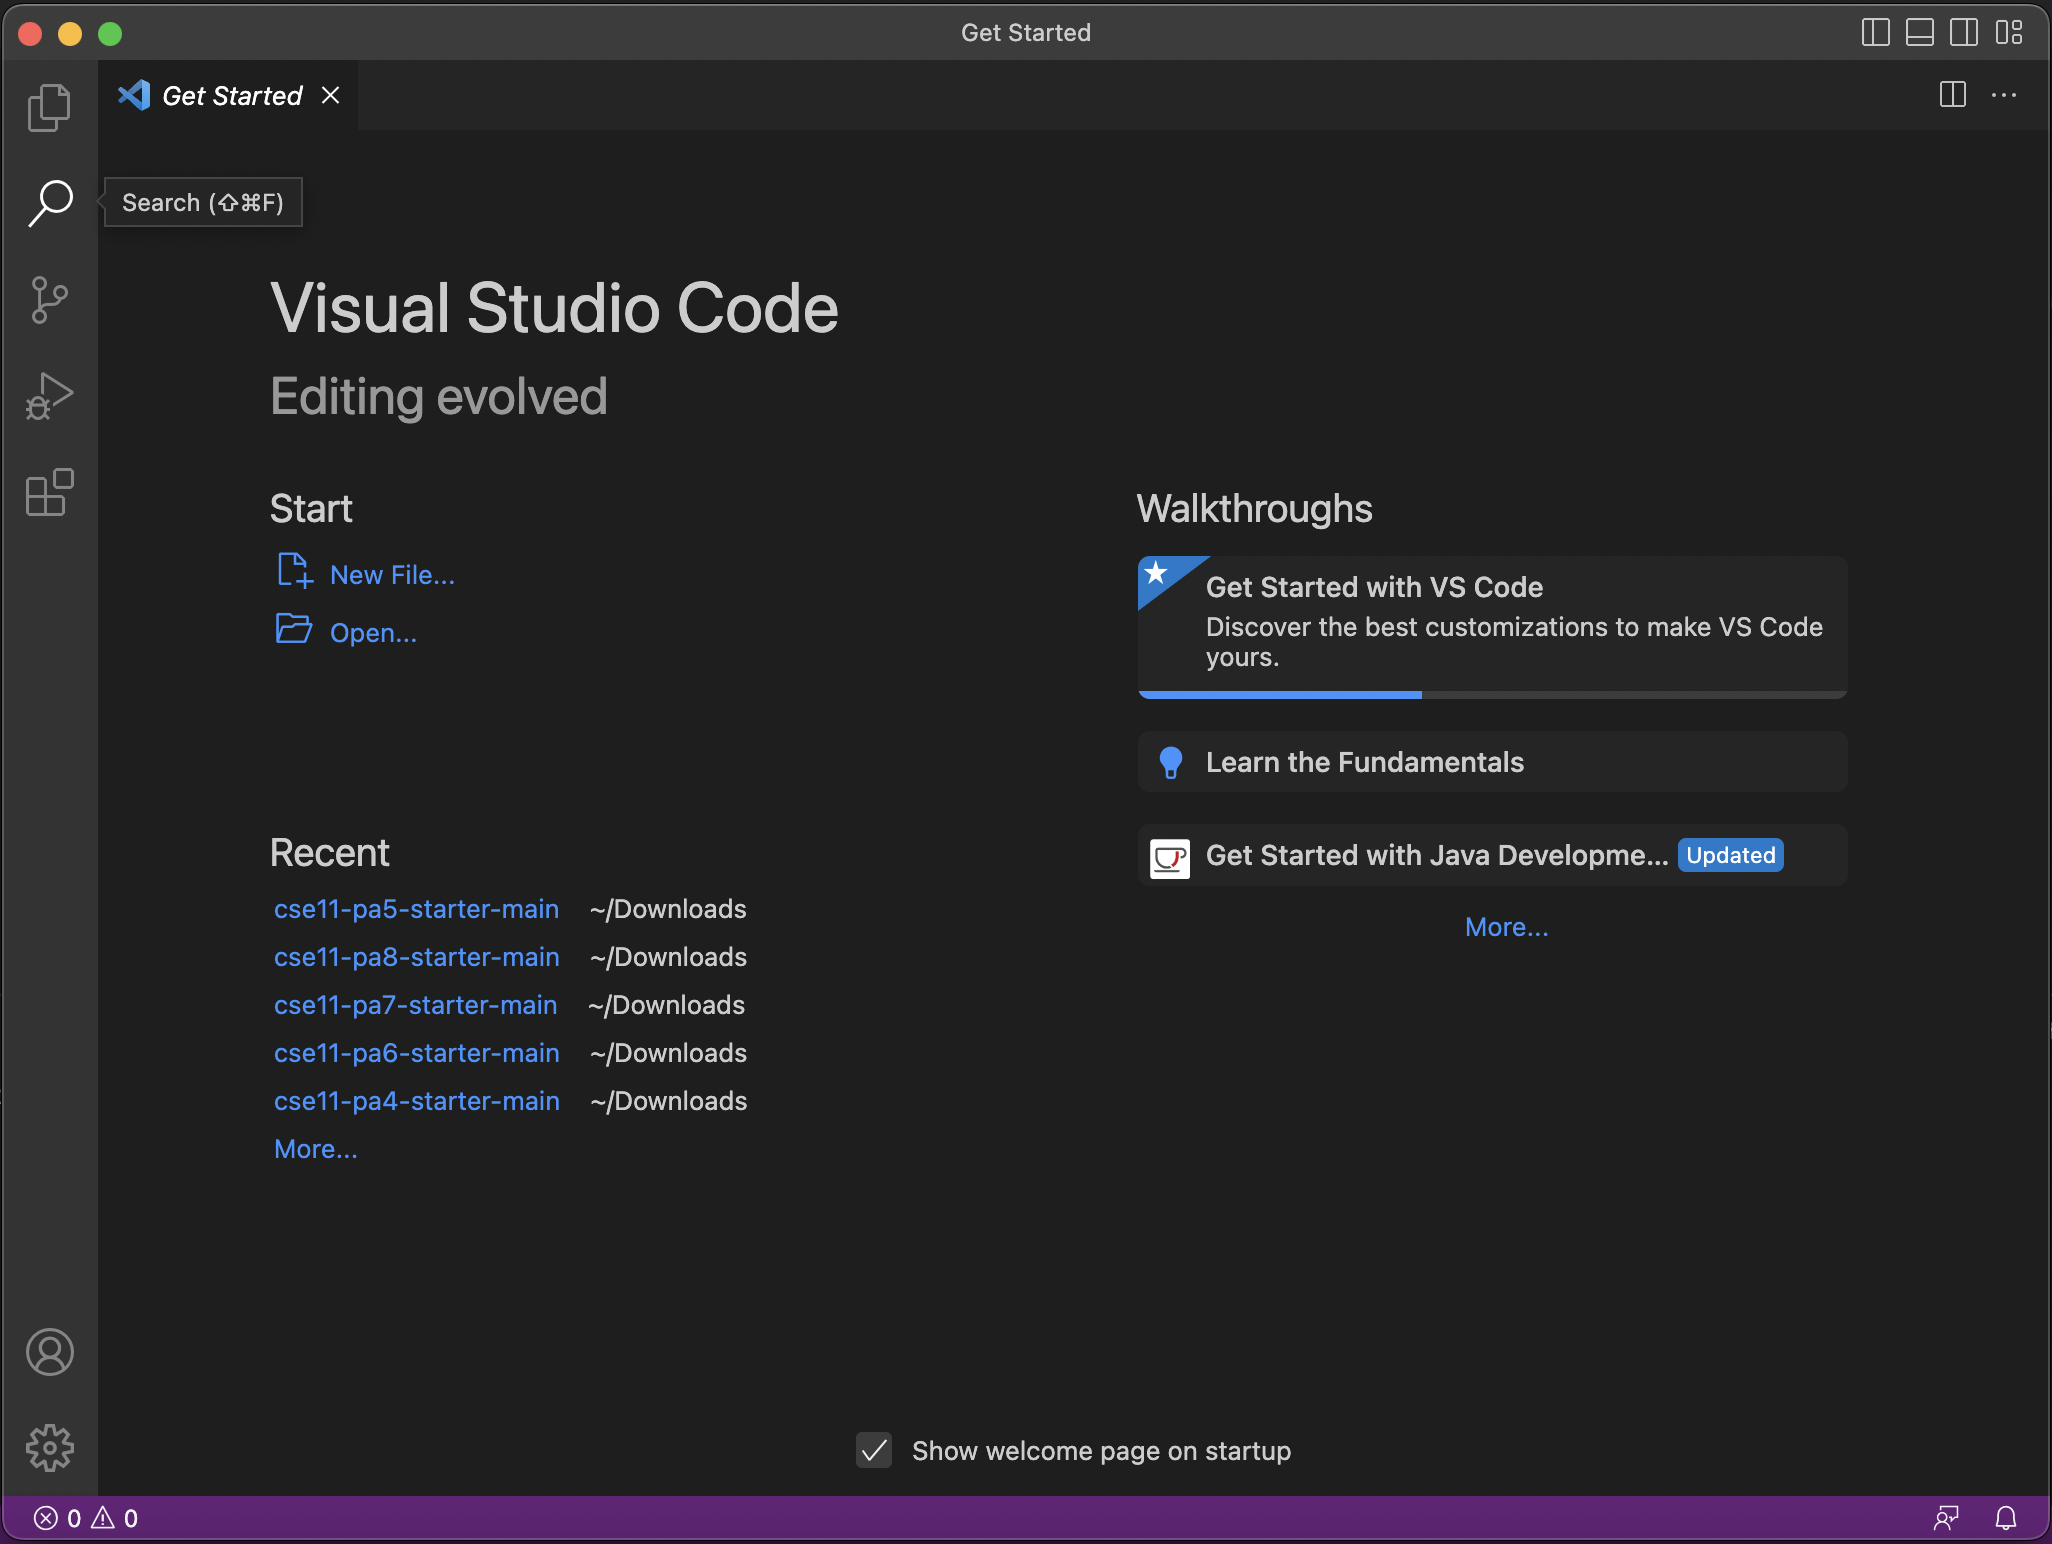 Get Started
Get Started
Search (⇧⌘F)
Visual Studio Code
Editing evolved
Start
New File...
Open...
Recent
cse11-pa5-starter-main ~/Downloads
cse11-pa8-starter-main ~/Downloads
cse11-pa7-starter-main ~/Downloads
cse11-pa6-starter-main ~/Downloads
cse11-pa4-starter-main ~/Downloads
More...
Walkthroughs
Get Started with VS Code
Discover the best customizations to make VS Code
yours.
Learn the Fundamentals
Get Started with Java Developme... Updated
More...
Show welcome page on startup
0 0